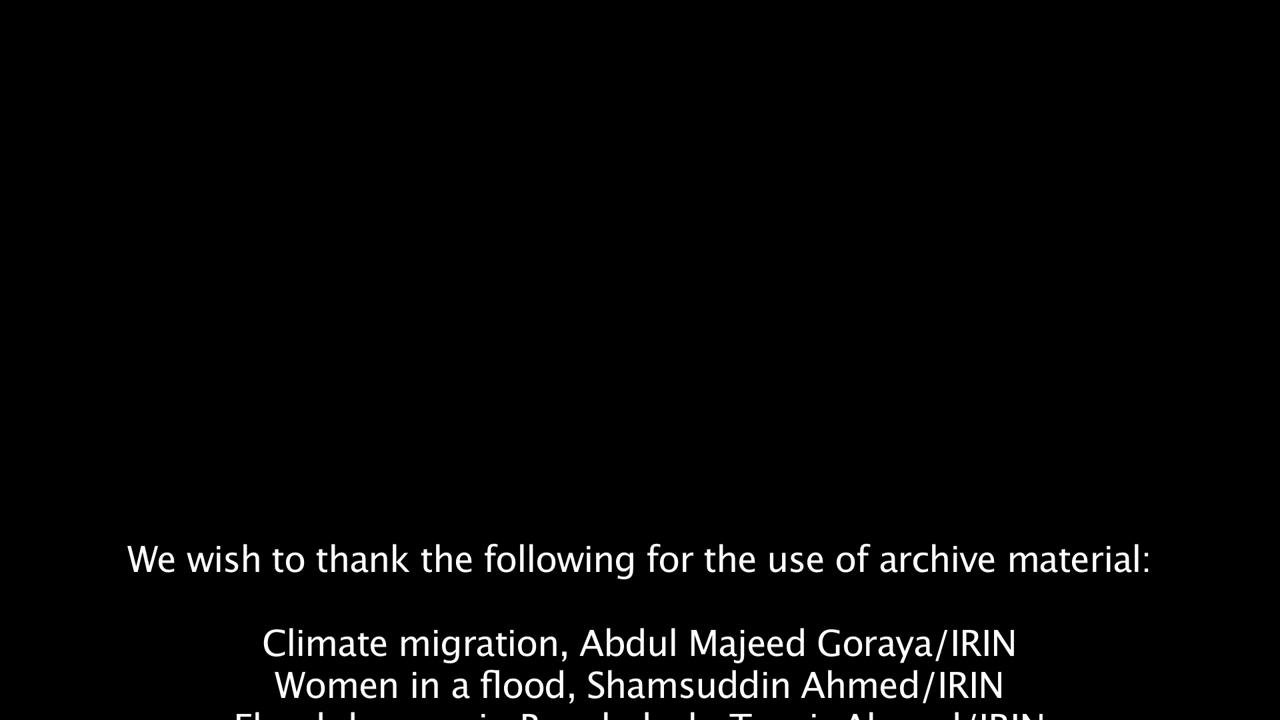 We wish to thank the following for the use of archive material:
Climate migration, Abdul Majeed Goraya/IRIN
Women in a flood, Shamsuddin Ahmed/IRIN